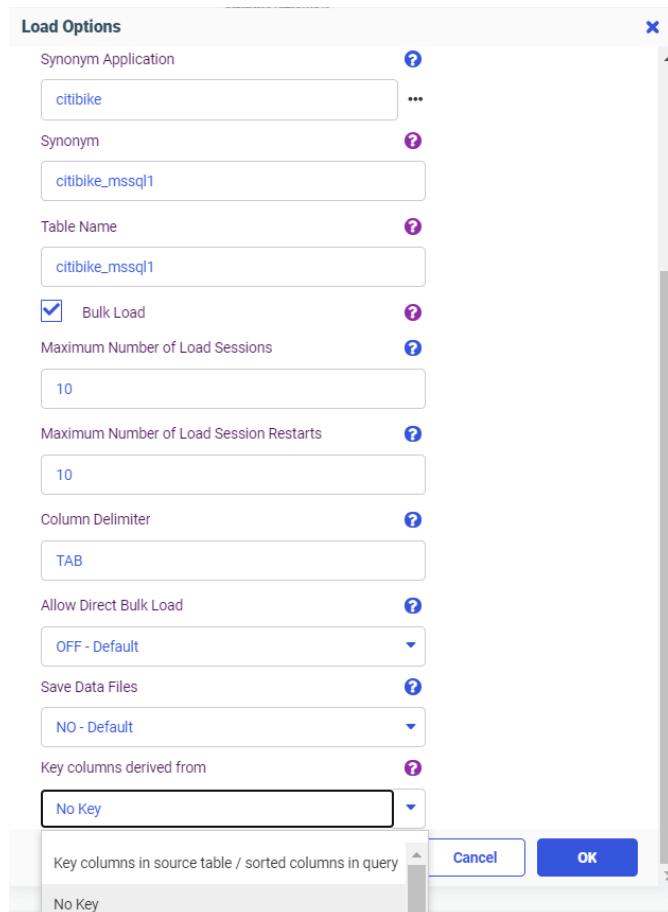 Load Options
Synonym Application
citibike
Synonym
citibike_mssql1
Table Name
citibike_mssql1
Bulk Load
Maximum Number of Load Sessions
10
Maximum Number of Load Session Restarts
10
Column Delimiter
TAB
Allow Direct Bulk Load
OFF - Default
Save Data Files
NO - Default
Key columns derived from
No Key
Key columns in source table / sorted columns in query
Cancel
OK
No Key